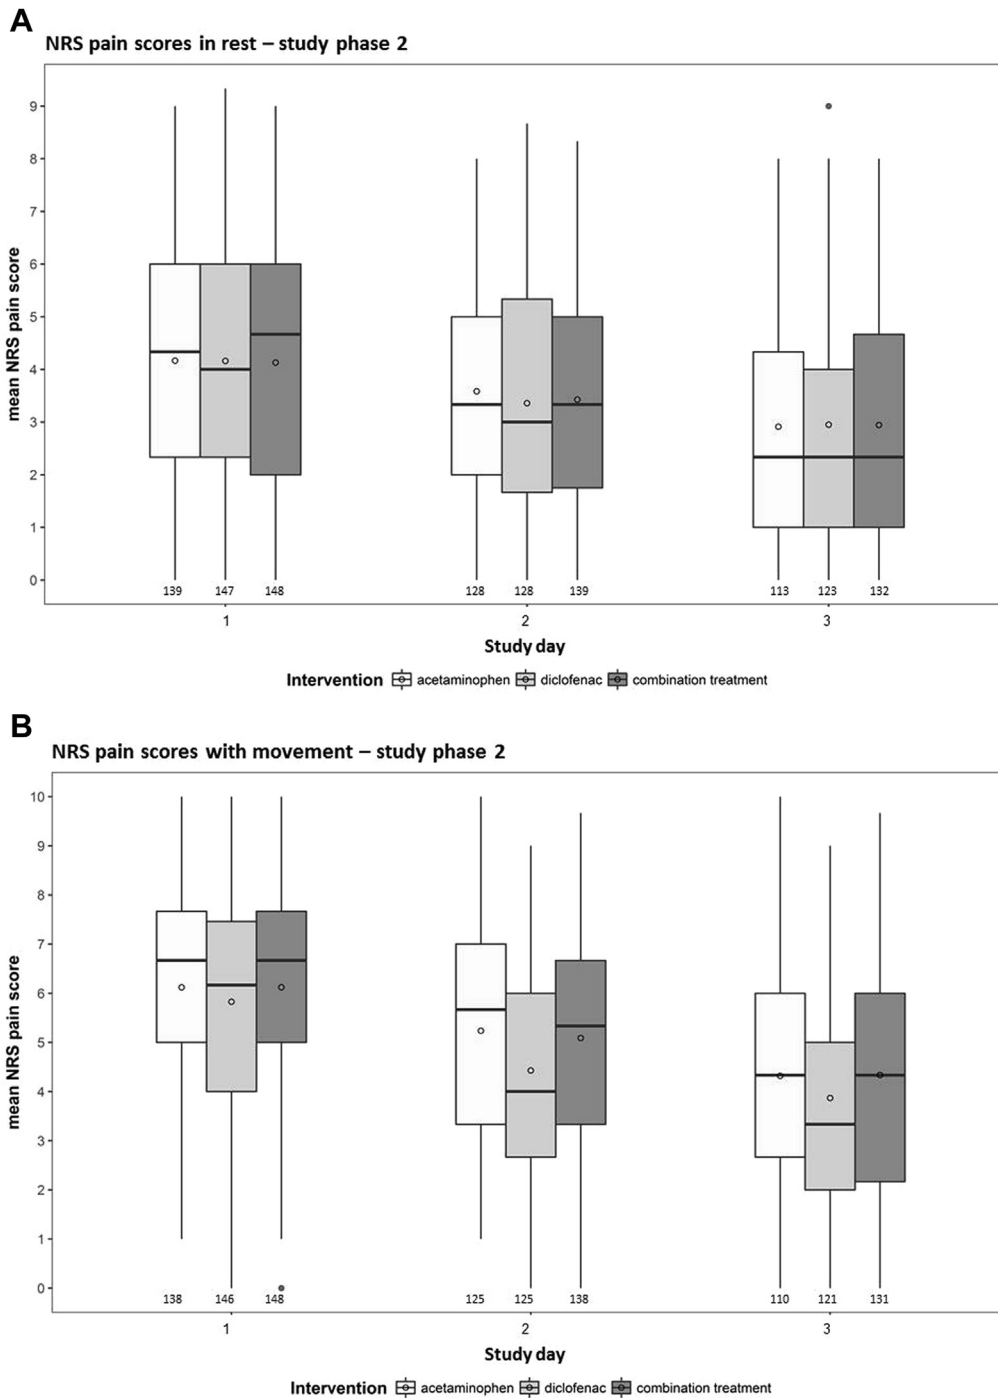 A
NRS pain scores in rest – study phase 2
mean NRS pain score
9
8
7
6
5
4
3
2
1
0
139 147 148 128 128 139 113 123 132
1 2 3
Study day
Intervention acetaminophen diclofenac combination treatment
B
NRS pain scores with movement – study phase 2
mean NRS pain score
10
9
8
7
6
5
4
3
2
1
0
138 146 148 125 125 138 110 121 131
1 2 3
Study day
Intervention acetaminophen diclofenac combination treatment